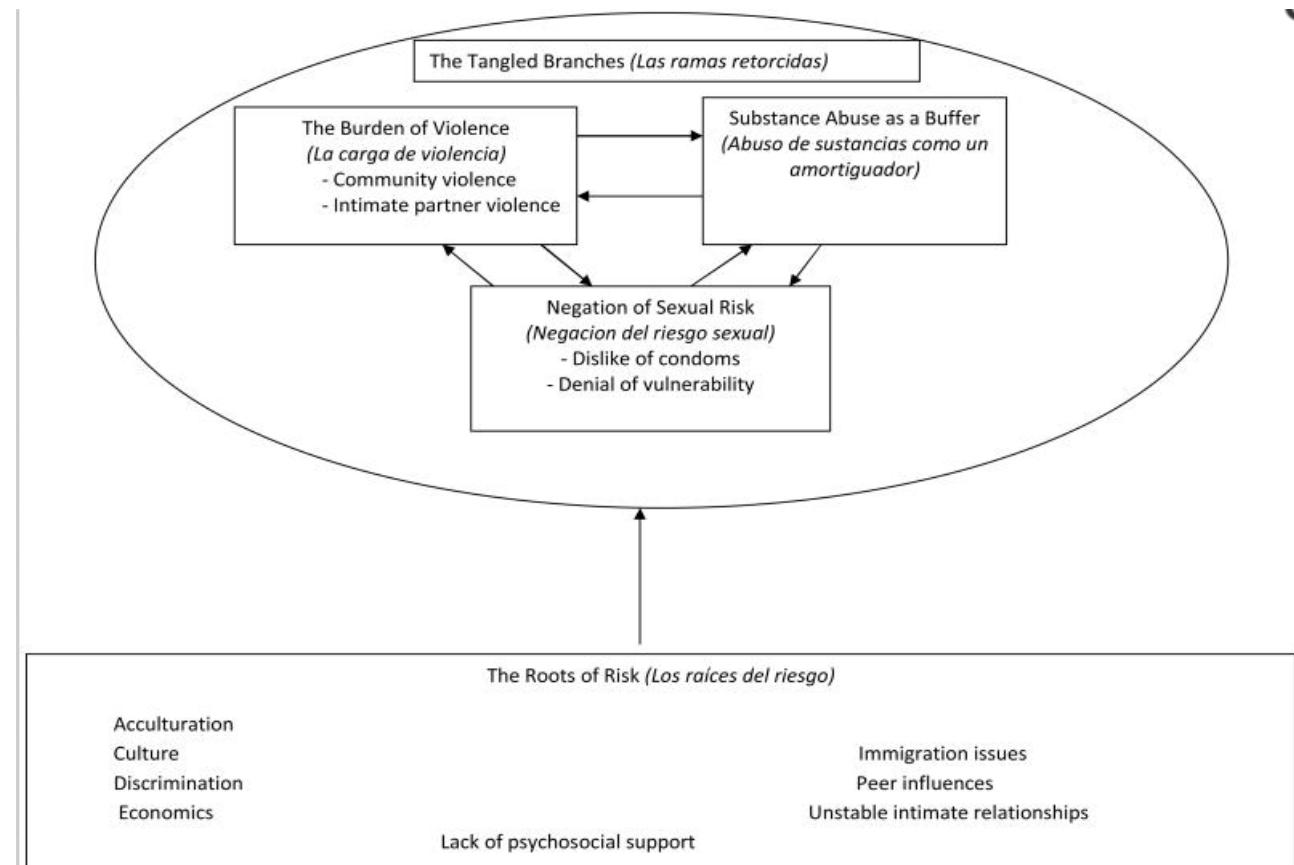 The Tangled Branches (Las ramas retorcidas)
The Burden of Violence
(La carga de violencia)
- Community violence
- Intimate partner violence
Substance Abuse as a Buffer
(Abuso de sustancias como un
amortiguador)
Negation of Sexual Risk
(Negacion del riesgo sexual)
- Dislike of condoms
- Denial of vulnerability
The Roots of Risk (Los raíces del riesgo)
Acculturation
Culture
Discrimination
Economics
Immigration issues
Peer influences
Unstable intimate relationships
Lack of psychosocial support